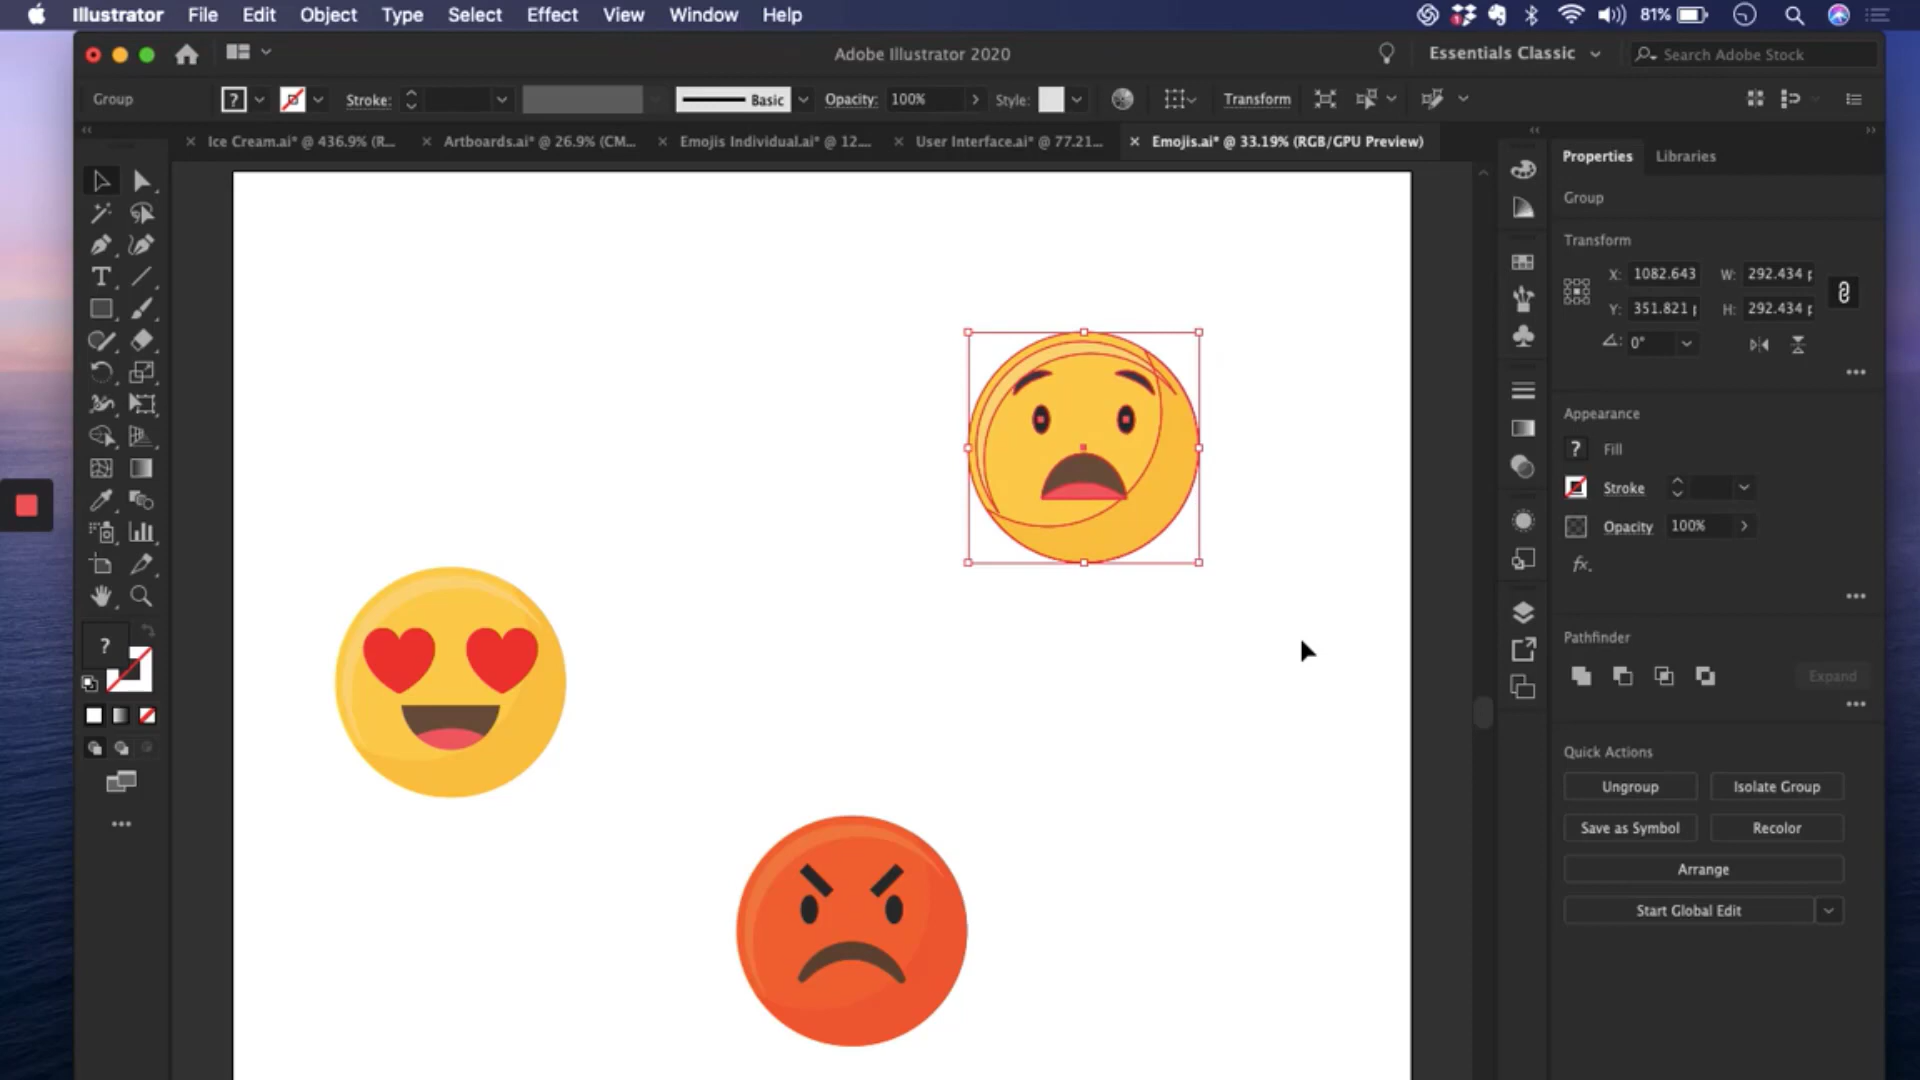 Illustrator File Edit Object Type Select Effect View Window Help 81%
Adobe Illustrator 2020 Essentials Classic Search Adobe Stock
Group ? Stroke: Basic Opacity: 100% Style: Transform
Ice Cream.ai* @ 436.9% (R... Artboards.ai* @ 26.9% (CM... Emojis Individual.ai* @ 12.... User Interface.ai* @ 77.21... Emojis.ai* @ 33.19% (RGB/GPU Preview)
Properties Libraries
Group
Transform
X: 1082.643 W: 292.434 p
Y: 351.821 p H: 292.434 p
0°
Appearance
? Fill
Stroke
Opacity 100%
fx.
?
Pathfinder
Expand
Quick Actions
Ungroup Isolate Group
Save as Symbol Recolor
Arrange
Start Global Edit